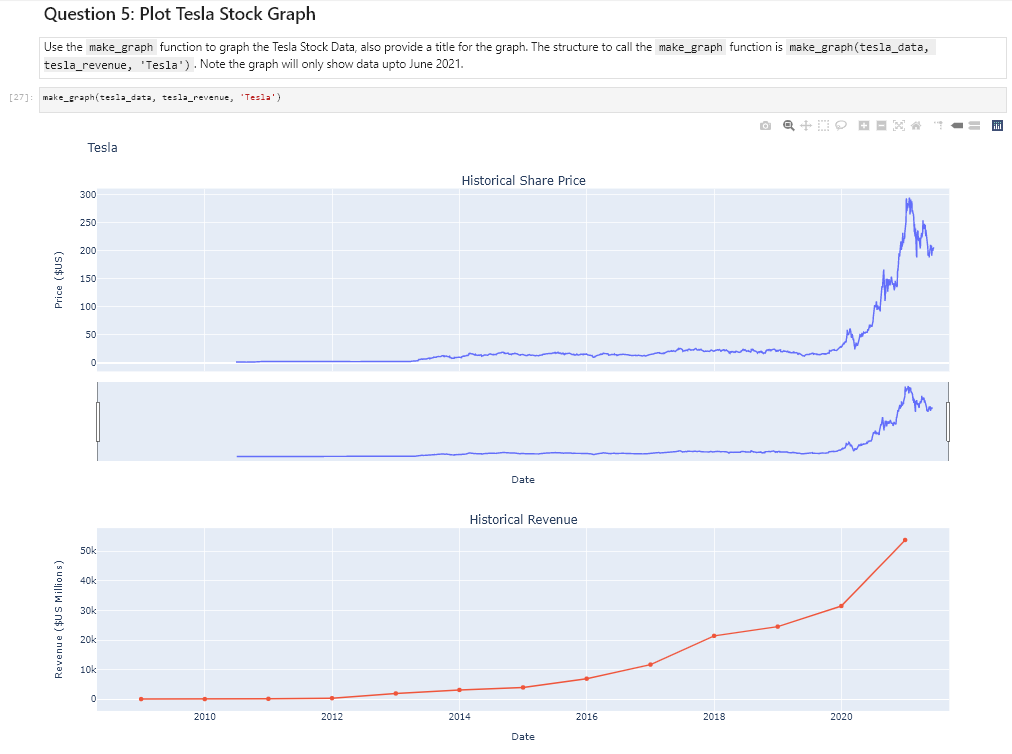 Question 5: Plot Tesla Stock Graph
Use the make_graph function to graph the Tesla Stock Data, also provide a title for the graph. The structure to call the make_graph function is make_graph(tesla_data,
tesla_revenue, 'Tesla'). Note the graph will only show data upto June 2021.
[27]: make_graph(tesla_data, tesla_revenue, 'Tesla')
Tesla
Historical Share Price
300
250
200
150
100
50
0
Price ($US)
Date
Historical Revenue
50k
40k
30k
20k
10k
0
Revenue ($US Millions)
2010 2012 2014 2016 2018 2020
Date